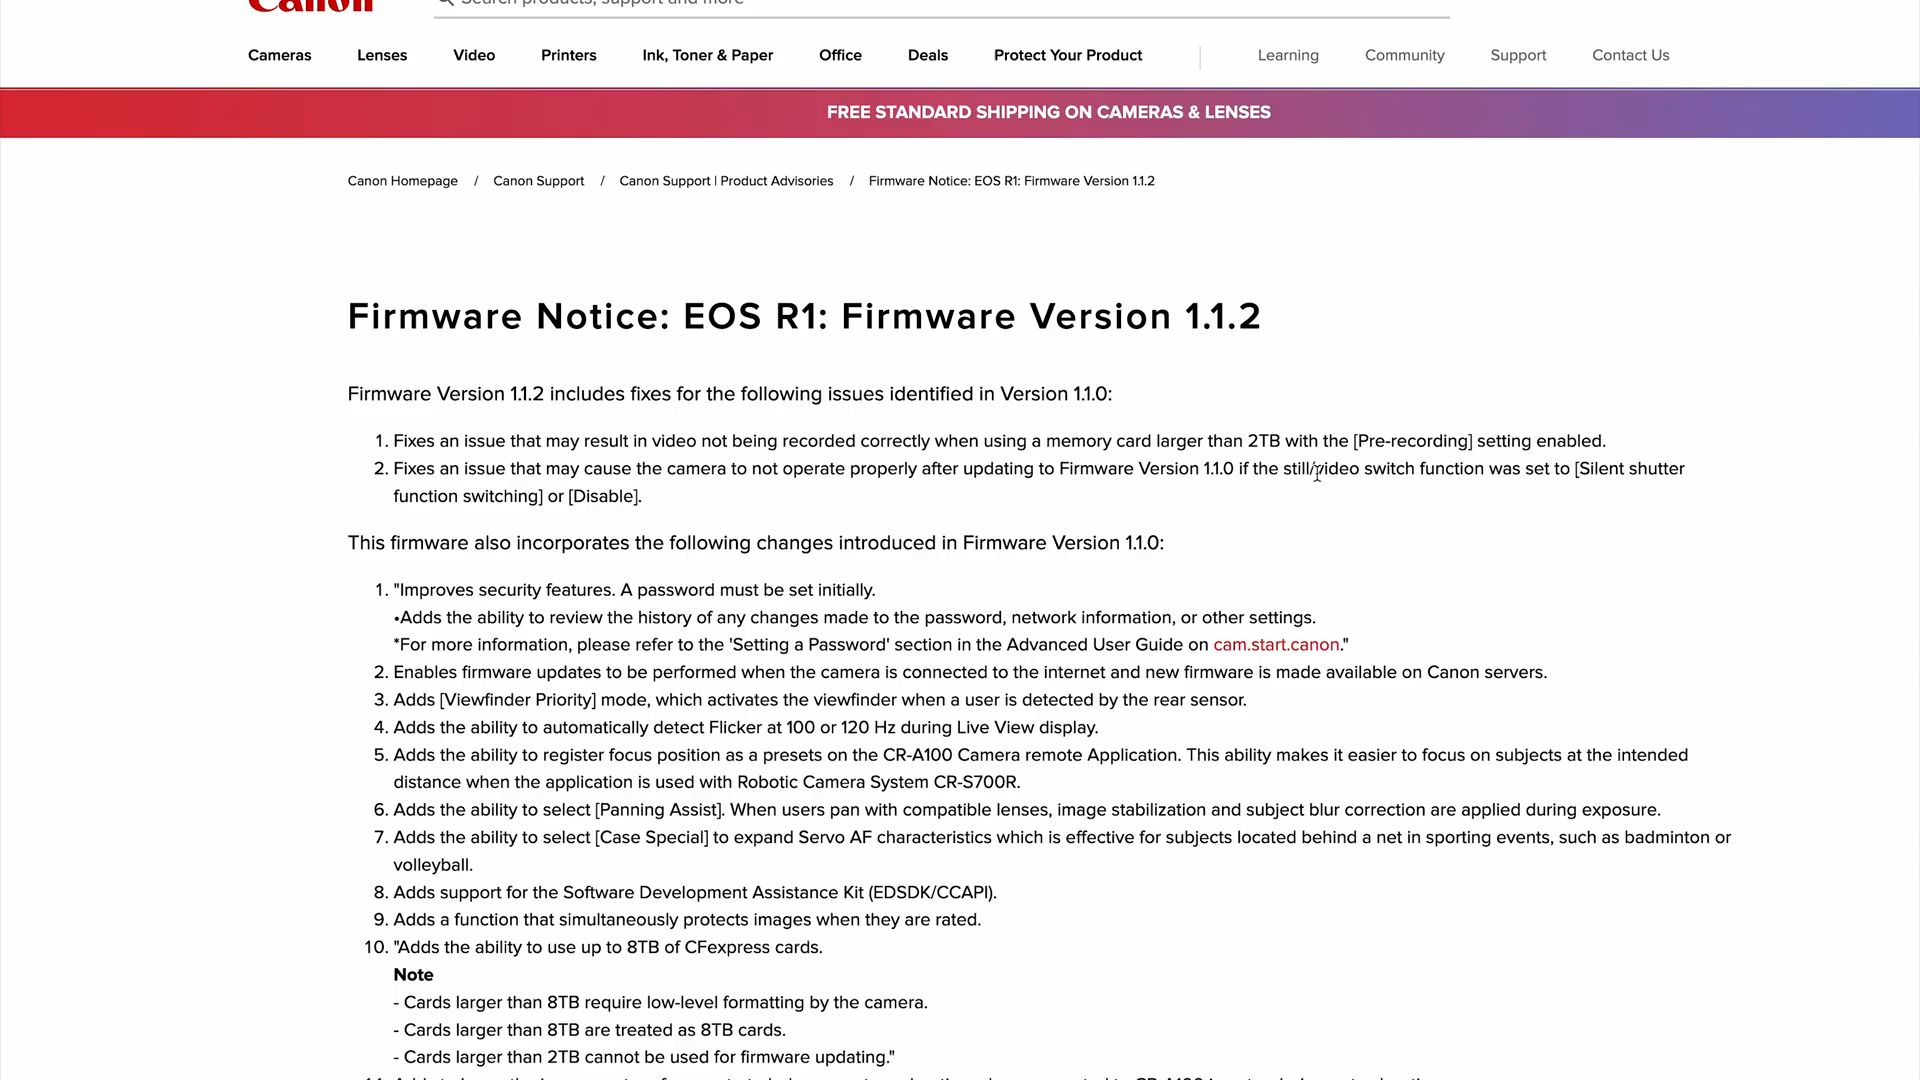 Canon
Search products, support and more
Cameras Lenses Video Printers Ink, Toner & Paper Office Deals Protect Your Product Learning Community Support Contact Us
FREE STANDARD SHIPPING ON CAMERAS & LENSES
Canon Homepage / Canon Support / Canon Support | Product Advisories / Firmware Notice: EOS R1: Firmware Version 1.1.2
Firmware Notice: EOS R1: Firmware Version 1.1.2
Firmware Version 1.1.2 includes fixes for the following issues identified in Version 1.1.0:
1. Fixes an issue that may result in video not being recorded correctly when using a memory card larger than 2TB with the [Pre-recording] setting enabled.
2. Fixes an issue that may cause the camera to not operate properly after updating to Firmware Version 1.1.0 if the still/video switch function was set to [Silent shutter
function switching] or [Disable].
This firmware also incorporates the following changes introduced in Firmware Version 1.1.0:
1. "Improves security features. A password must be set initially.
•Adds the ability to review the history of any changes made to the password, network information, or other settings.
*For more information, please refer to the 'Setting a Password' section in the Advanced User Guide on cam.start.canon."
2. Enables firmware updates to be performed when the camera is connected to the internet and new firmware is made available on Canon servers.
3. Adds [Viewfinder Priority] mode, which activates the viewfinder when a user is detected by the rear sensor.
4. Adds the ability to automatically detect Flicker at 100 or 120 Hz during Live View display.
5. Adds the ability to register focus position as a presets on the CR-A100 Camera remote Application. This ability makes it easier to focus on subjects at the intended
distance when the application is used with Robotic Camera System CR-S700R.
6. Adds the ability to select [Panning Assist]. When users pan with compatible lenses, image stabilization and subject blur correction are applied during exposure.
7. Adds the ability to select [Case Special] to expand Servo AF characteristics which is effective for subjects located behind a net in sporting events, such as badminton or
volleyball.
8. Adds support for the Software Development Assistance Kit (EDSDK/CCAPI).
9. Adds a function that simultaneously protects images when they are rated.
10. "Adds the ability to use up to 8TB of CFexpress cards.
Note
- Cards larger than 8TB require low-level formatting by the camera.
- Cards larger than 8TB are treated as 8TB cards.
- Cards larger than 2TB cannot be used for firmware updating."